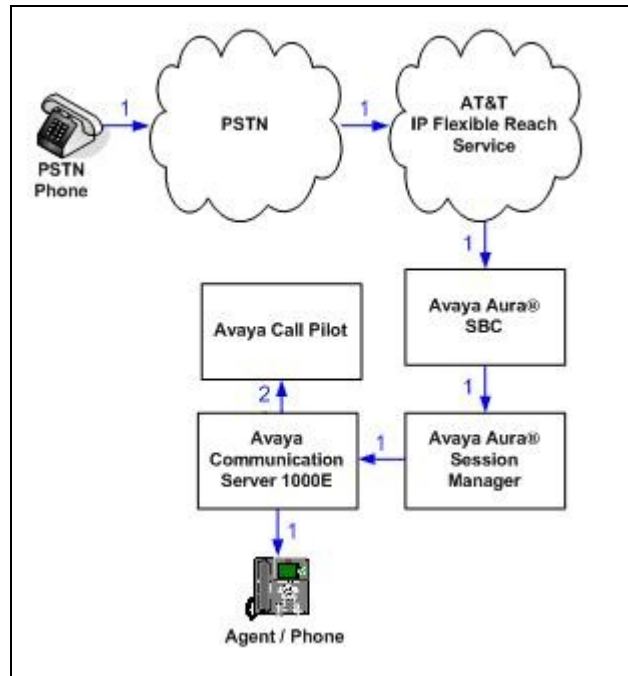 1
PSTN
Phone
PSTN
1
AT&T
IP Flexible Reach
Service
1
Avaya Aura®
SBC
1
Avaya Aura®
Session
Manager
1
Avaya
Communication
Server 1000E
2
Avaya Call Pilot
1
Agent / Phone